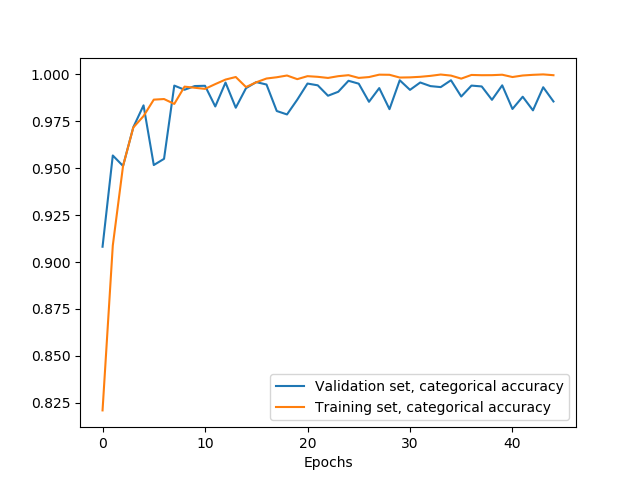 1.000
0.975
0.950
0.925
0.900
0.875
0.850
0.825
Validation set, categorical accuracy
Training set, categorical accuracy
0 10 20 30 40
Epochs